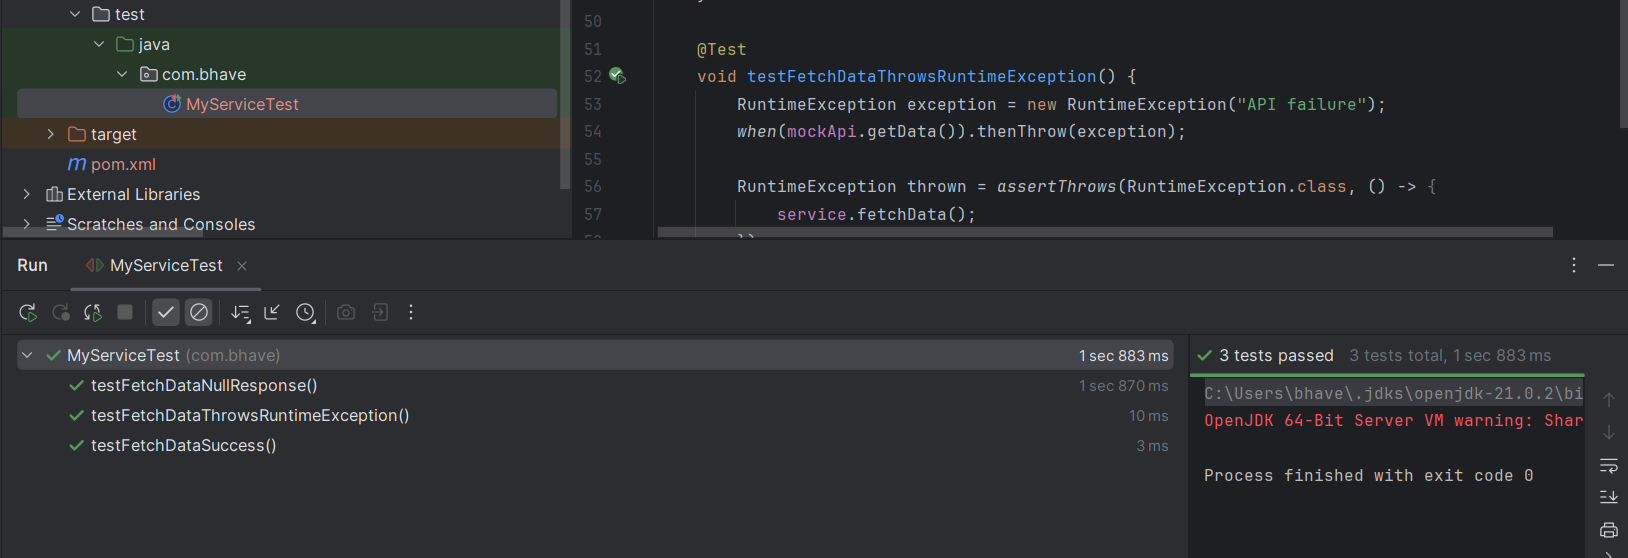 test
java
com.bhave
MyServiceTest
target
pom.xml
External Libraries
Scratches and Consoles
50
51 @Test
52 void testFetchDataThrowsRuntimeException() {
53 RuntimeException exception = new RuntimeException("API failure");
54 when(mockApi.getData()).thenThrow(exception);
55
56 RuntimeException thrown = assertThrows(RuntimeException.class, () -> {
57 service.fetchData();
Run MyServiceTest
MyServiceTest (com.bhave) 1 sec 883 ms
testFetchDataNullResponse() 1 sec 870 ms
testFetchDataThrowsRuntimeException() 10 ms
testFetchDataSuccess() 3 ms
3 tests passed 3 tests total, 1 sec 883 ms
C:\Users\bhave\.jdks\openjdk-21.0.2\bi
OpenJDK 64-Bit Server VM warning: Shar
Process finished with exit code 0